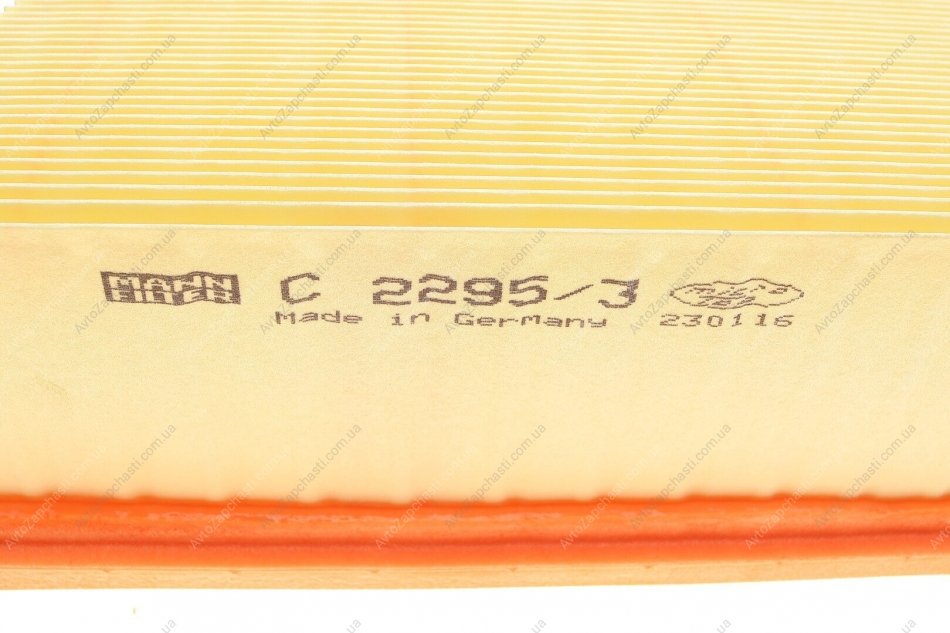 MANN
FILTER
C 2295/3
Made in Germany
230116
AvtoZapchasti.com.ua